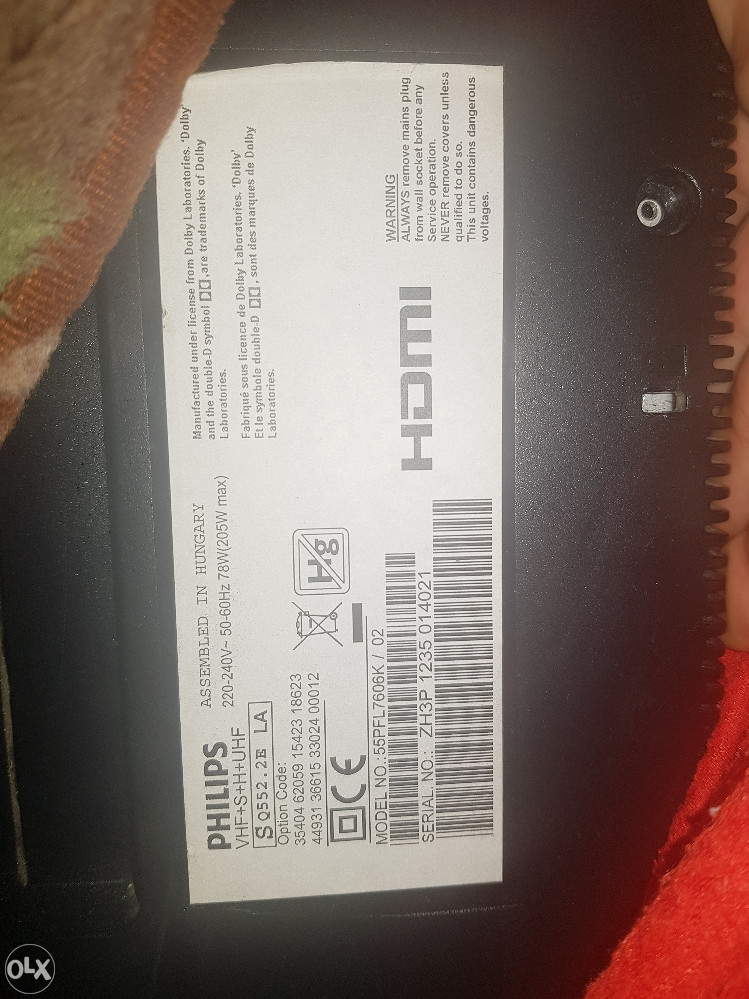 PHILIPS
ASSEMBLED IN HUNGARY
VHF+S+H+UHF
220-240V~ 50-60Hz 78W(205W max)
S Q552.2E LA
Option Code:
35404 62059 15423 18623
44931 36615 33024 00012
CE
Hg
MODEL NO.:55PFL7606K / 02
SERIAL. NO.: ZH3P 1235 014021
Manufactured under license from Dolby Laboratories. 'Dolby'
and the double-D symbol ,are trademarks of Dolby
Laboratories.
Fabriqué sous licence de Dolby Laboratories. 'Dolby'
Et le symbole double-D , sont des marques de Dolby
Laboratories.
HDMI
WARNING
ALWAYS remove mains plug
from wall socket before any
Service operation.
NEVER remove covers unless
qualified to do so.
This unit contains dangerous
voltages.
OLX